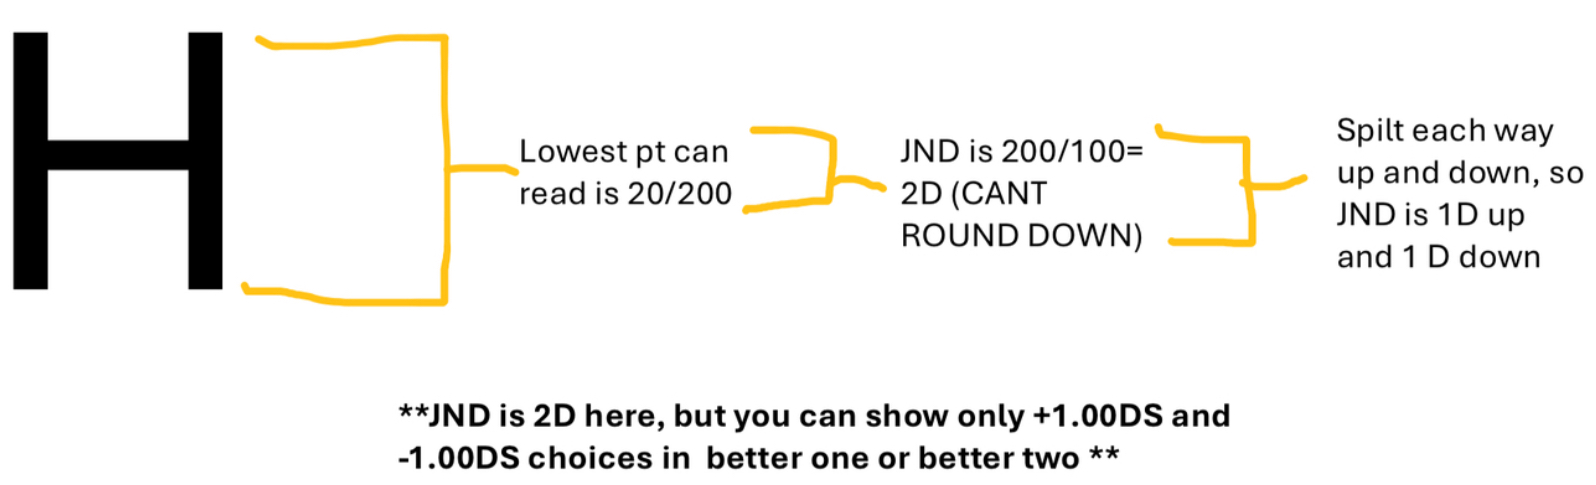 H
Lowest pt can
read is 20/200
JND is 200/100=
2D (CANT
ROUND DOWN)
Spilt each way
up and down, so
JND is 1D up
and 1 D down
**JND is 2D here, but you can show only +1.00DS and
-1.00DS choices in  better one or better two **